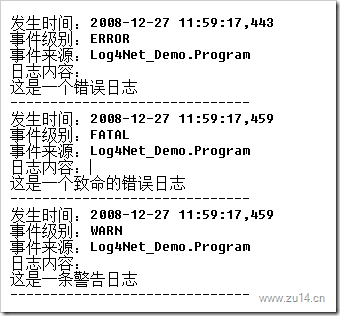 发生时间：2008-12-27 11:59:17,443
事件级别：ERROR
事件来源：Log4Net_Demo.Program
日志内容：
这是一个错误日志
-------------------------------
发生时间：2008-12-27 11:59:17,459
事件级别：FATAL
事件来源：Log4Net_Demo.Program
日志内容：
这是一个致命的错误日志
-------------------------------
发生时间：2008-12-27 11:59:17,459
事件级别：WARN
事件来源：Log4Net_Demo.Program
日志内容：
这是一条警告日志
-------------------------------
www.zu14.cn